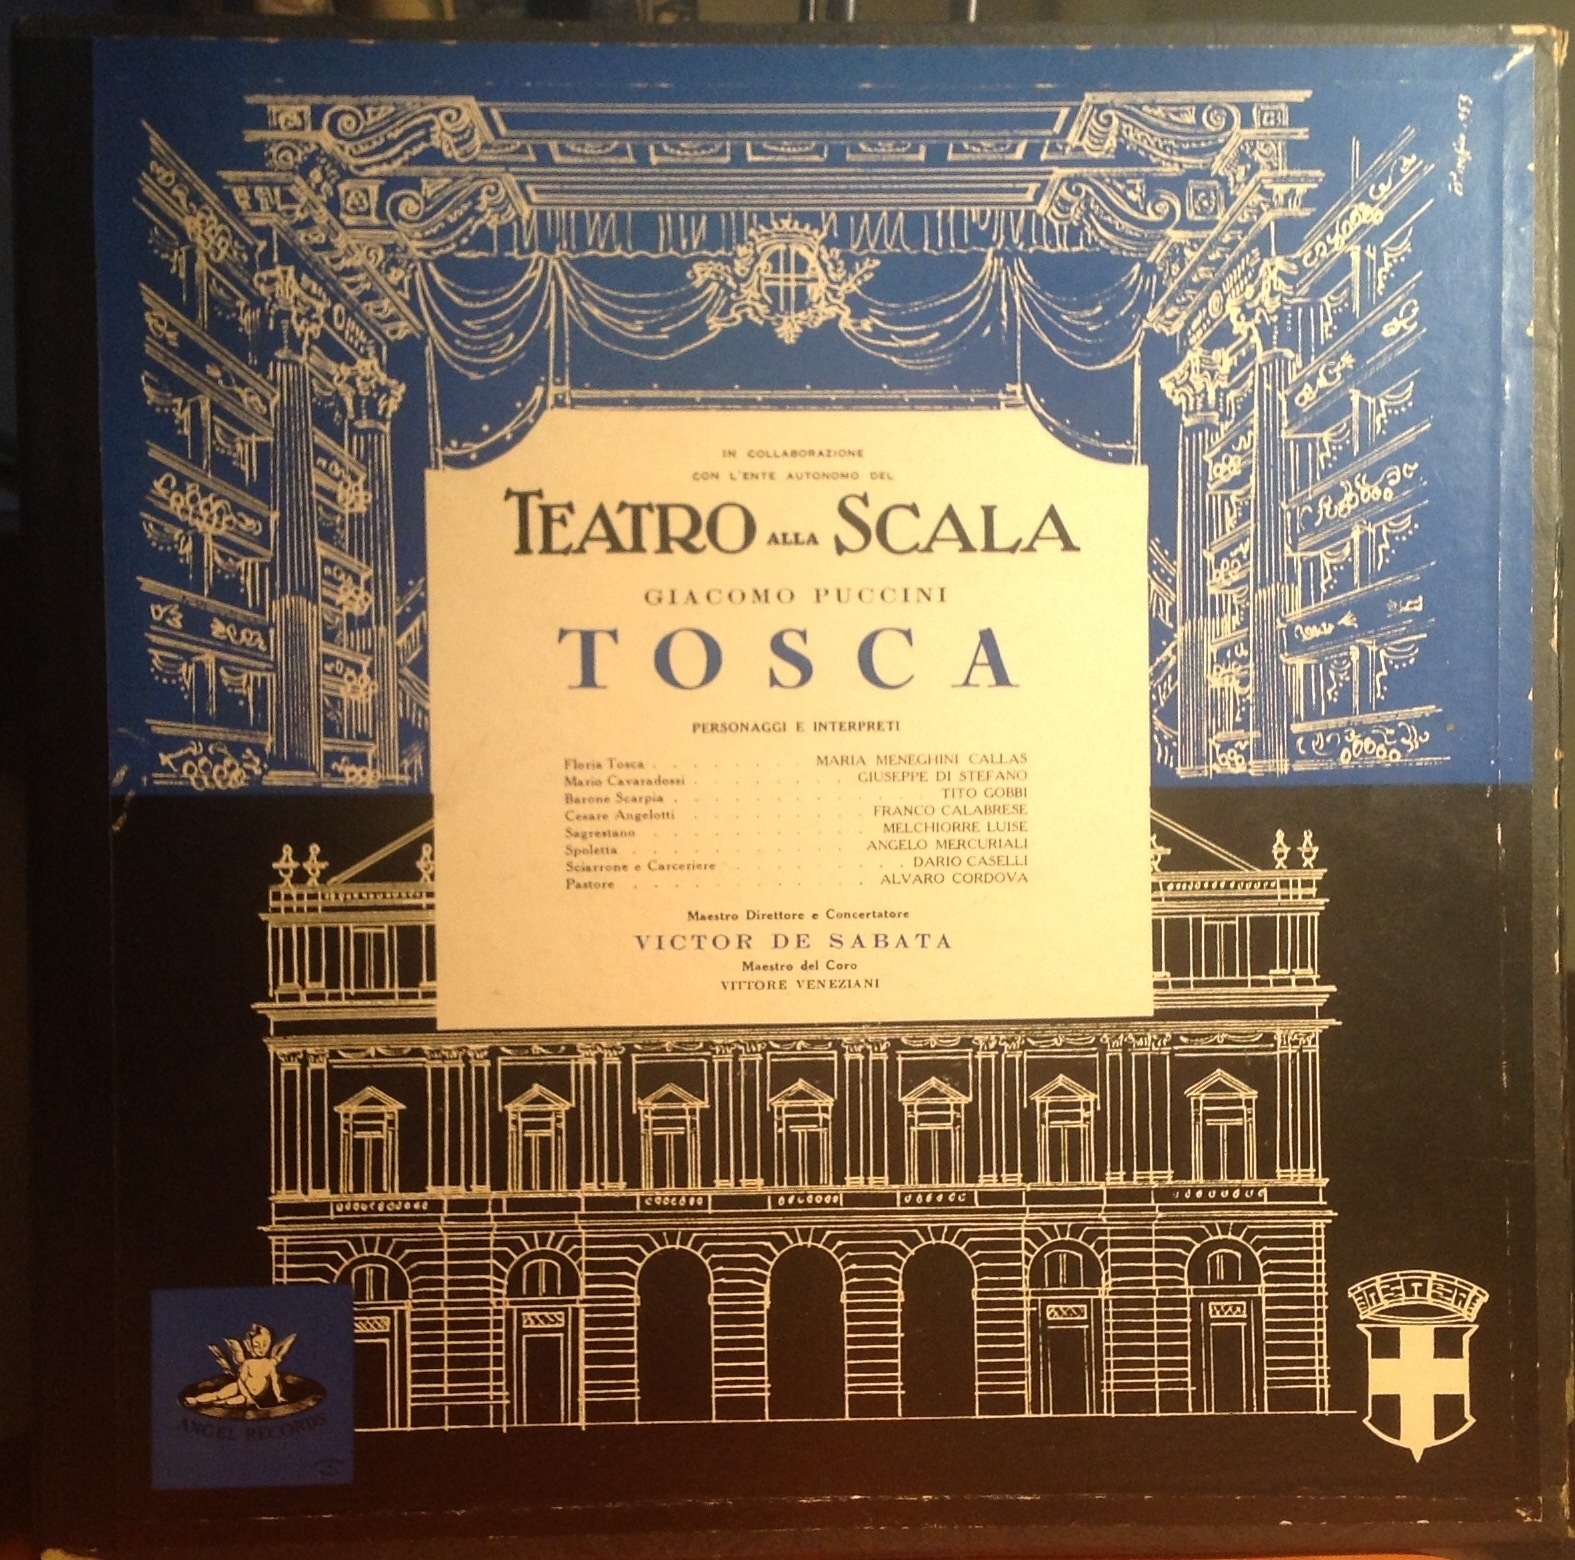 IN COLLABORAZIONE
CON L'ENTE AUTONOMO DEL
TEATRO ALLA SCALA
GIACOMO PUCCINI
TOSCA
PERSONAGGI E INTERPRETI
Floria Tosca . . . . . . . . . MARIA MENEGHINI CALLAS
Mario Cavaradossi . . . . . . . . . GIUSEPPE DI STEFANO
Barone Scarpia . . . . . . . . . . . . . . TITO GOBBI
Cesare Angelotti . . . . . . . . . . FRANCO CALABRESE
Sagrestano . . . . . . . . . . . . MELCHIORRE LUISE
Spoletta . . . . . . . . . . . . ANGELO MERCURIALI
Sciarrone e Carceriere . . . . . . . . . . DARIO CASELLI
Pastore . . . . . . . . . . . . ALVARO CORDOVA
Maestro Direttore e Concertatore
VICTOR DE SABATA
Maestro del Coro
VITTORE VENEZIANI
ANGEL RECORDS